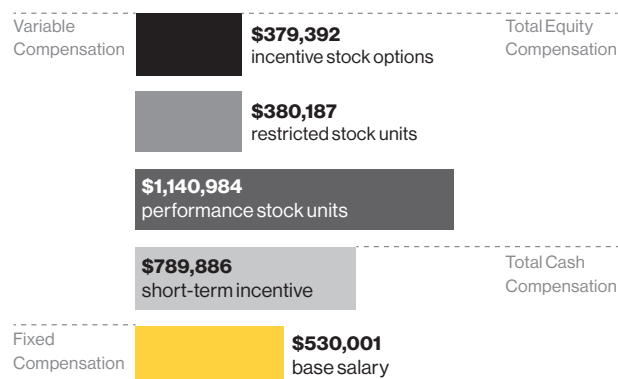 Variable
Compensation
$379,392
incentive stock options
Total Equity
Compensation
$380,187
restricted stock units
$1,140,984
performance stock units
$789,886
short-term incentive
Total Cash
Compensation
Fixed
Compensation
$530,001
base salary